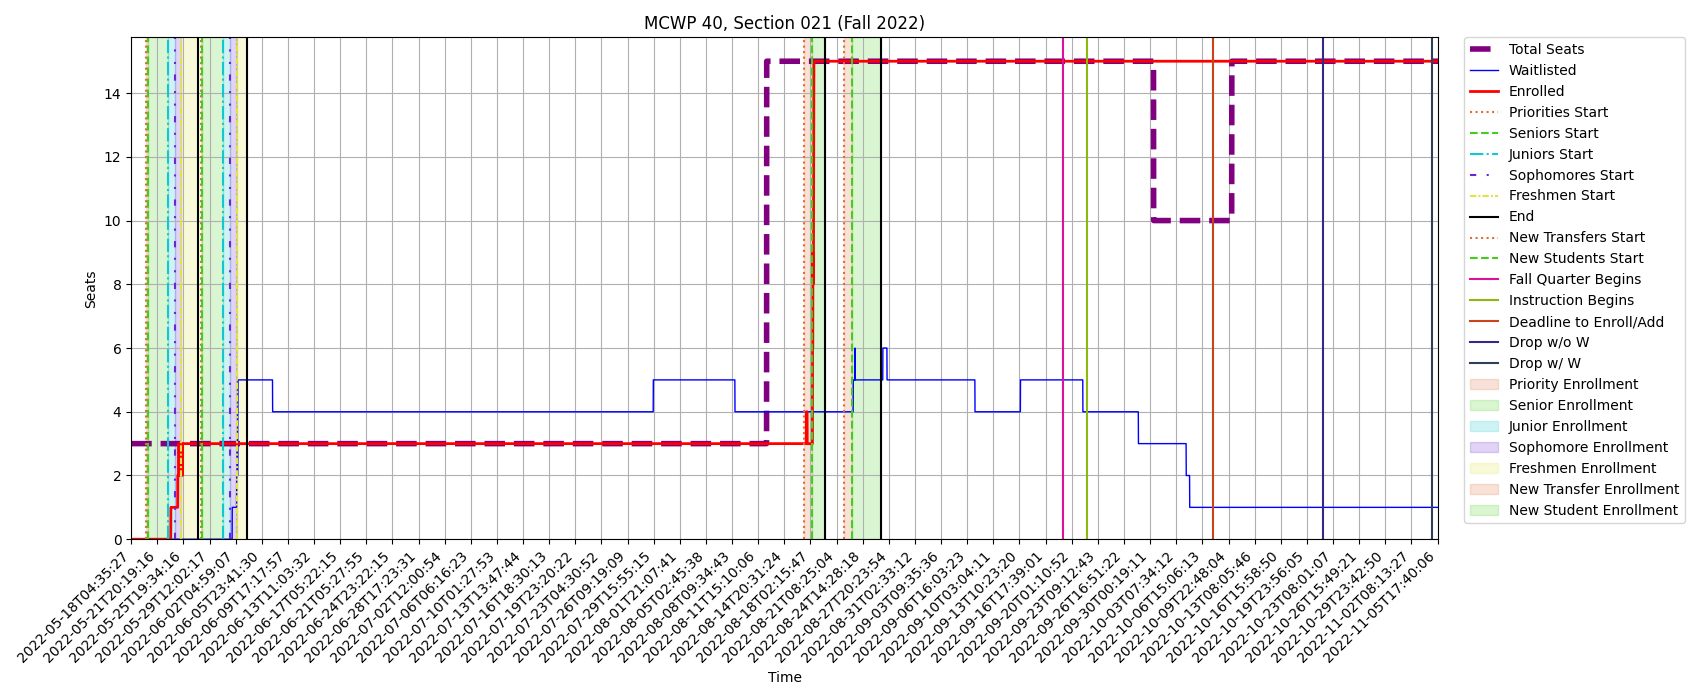 MCWP 40, Section 021 (Fall 2022)
Seats
14
12
10
8
6
4
2
0
2022-05-18T04:35:27
2022-05-21T20:19:16
2022-05-25T19:34:16
2022-05-29T12:02:17
2022-06-02T04:59:07
2022-06-05T23:41:30
2022-06-09T17:17:57
2022-06-13T11:03:32
2022-06-17T05:22:15
2022-06-21T05:27:55
2022-06-24T23:22:15
2022-06-28T17:23:31
2022-07-02T12:00:54
2022-07-06T06:16:23
2022-07-10T01:27:53
2022-07-13T13:47:44
2022-07-16T18:30:13
2022-07-19T23:20:22
2022-07-23T04:30:52
2022-07-26T09:19:09
2022-07-29T15:55:15
2022-08-01T21:07:41
2022-08-05T02:45:38
2022-08-08T09:34:43
2022-08-11T15:10:06
2022-08-14T20:31:24
2022-08-18T02:15:47
2022-08-21T08:25:04
2022-08-24T14:28:18
2022-08-27T20:23:54
2022-08-31T02:33:12
2022-09-03T09:35:36
2022-09-06T16:03:23
2022-09-10T03:04:11
2022-09-13T10:23:20
2022-09-16T17:39:01
2022-09-20T01:10:52
2022-09-23T09:12:43
2022-09-26T16:51:22
2022-09-30T00:19:11
2022-10-03T07:34:12
2022-10-06T15:06:13
2022-10-09T22:48:04
2022-10-13T08:05:46
2022-10-16T15:58:50
2022-10-19T23:56:05
2022-10-23T08:01:07
2022-10-26T15:49:21
2022-10-29T23:42:50
2022-11-02T08:13:27
2022-11-05T17:40:06
Time
Total Seats
Waitlisted
Enrolled
Priorities Start
Seniors Start
Juniors Start
Sophomores Start
Freshmen Start
End
New Transfers Start
New Students Start
Fall Quarter Begins
Instruction Begins
Deadline to Enroll/Add
Drop w/o W
Drop w/ W
Priority Enrollment
Senior Enrollment
Junior Enrollment
Sophomore Enrollment
Freshmen Enrollment
New Transfer Enrollment
New Student Enrollment